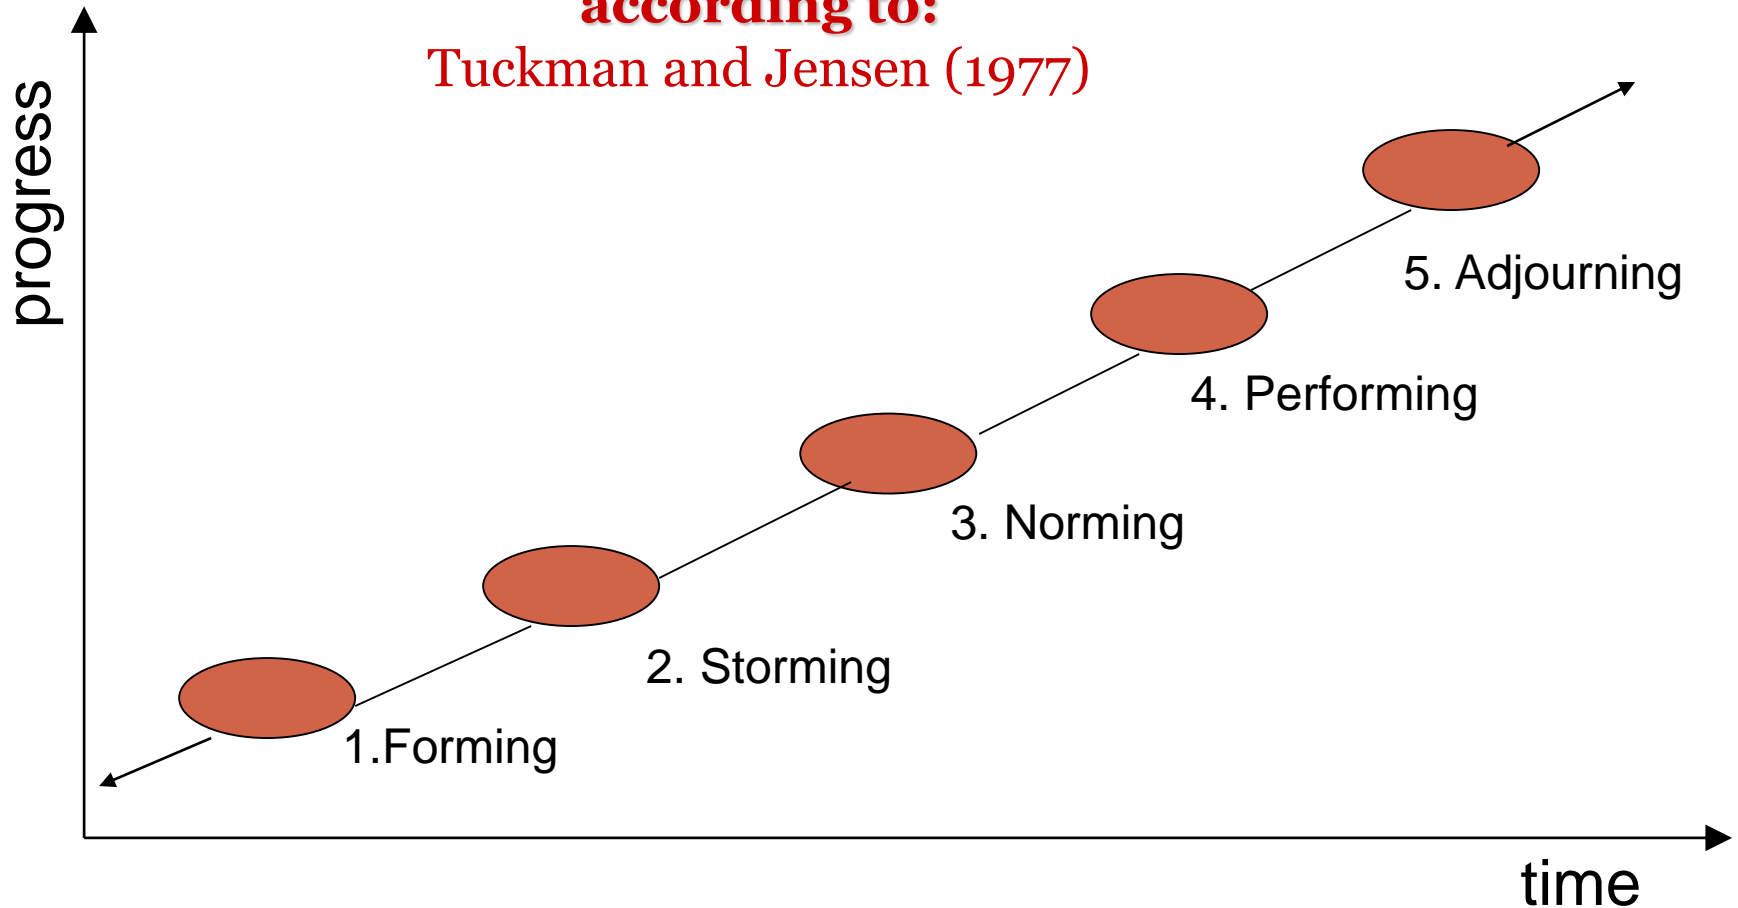 according to:
Tuckman and Jensen (1977)
progress
5. Adjourning
4. Performing
3. Norming
2. Storming
1.Forming
time